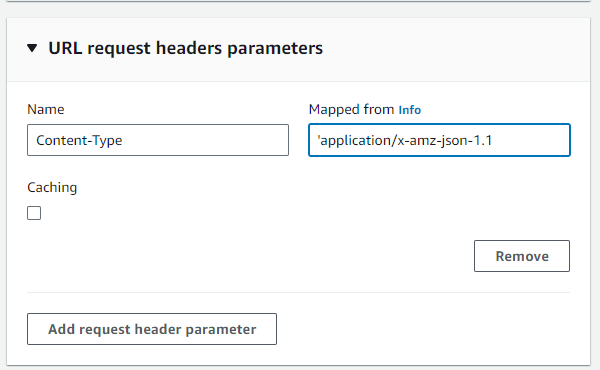 ▼ URL request headers parameters
Name
Mapped from Info
Content-Type
'application/x-amz-json-1.1
Caching
Remove
Add request header parameter